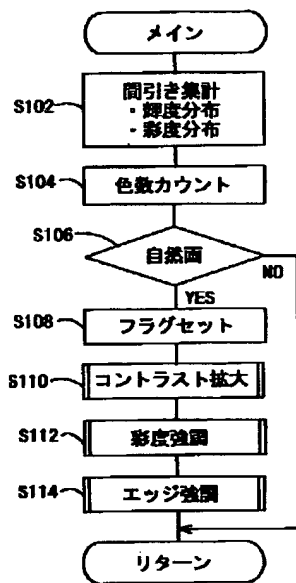 メイン
S102
間引き集計
・輝度分布
・彩度分布
S104
色数カウント
S106
自然画
NO
YES
S108
フラグセット
S110
コントラスト拡大
S112
彩度強調
S114
エッジ強調
リターン